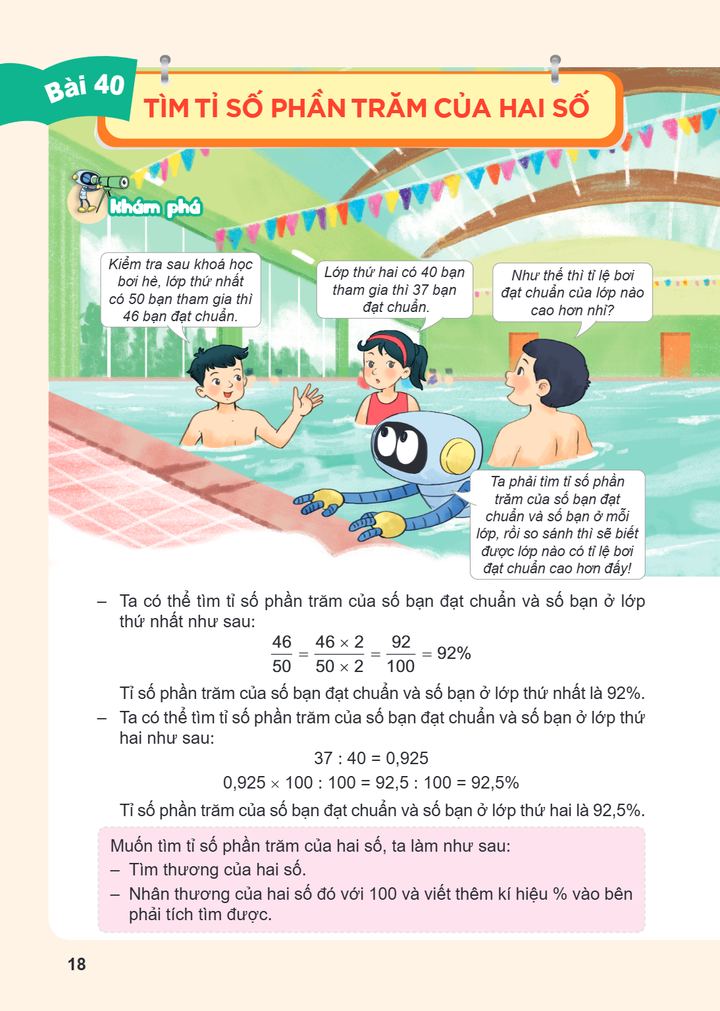 Bài 40
TÌM TỈ SỐ PHẦN TRĂM CỦA HAI SỐ
khám phá
Kiểm tra sau khoá học
bơi hè, lớp thứ nhất
có 50 bạn tham gia thì
46 bạn đạt chuẩn.
Lớp thứ hai có 40 bạn
tham gia thì 37 bạn
đạt chuẩn.
Như thế thì tỉ lệ bơi
đạt chuẩn của lớp nào
cao hơn nhỉ?
Ta phải tìm tỉ số phần
trăm của số bạn đạt
chuẩn và số bạn ở mỗi
lớp, rồi so sánh thì sẽ biết
được lớp nào có tỉ lệ bơi
đạt chuẩn cao hơn đấy!
– Ta có thể tìm tỉ số phần trăm của số bạn đạt chuẩn và số bạn ở lớp
thứ nhất như sau:
46/50 = 46 × 2/50 × 2 = 92/100 = 92%
Tỉ số phần trăm của số bạn đạt chuẩn và số bạn ở lớp thứ nhất là 92%.
– Ta có thể tìm tỉ số phần trăm của số bạn đạt chuẩn và số bạn ở lớp thứ
hai như sau:
37 : 40 = 0,925
0,925 × 100 : 100 = 92,5 : 100 = 92,5%
Tỉ số phần trăm của số bạn đạt chuẩn và số bạn ở lớp thứ hai là 92,5%.
Muốn tìm tỉ số phần trăm của hai số, ta làm như sau:
– Tìm thương của hai số.
– Nhân thương của hai số đó với 100 và viết thêm kí hiệu % vào bên
phải tích tìm được.
18